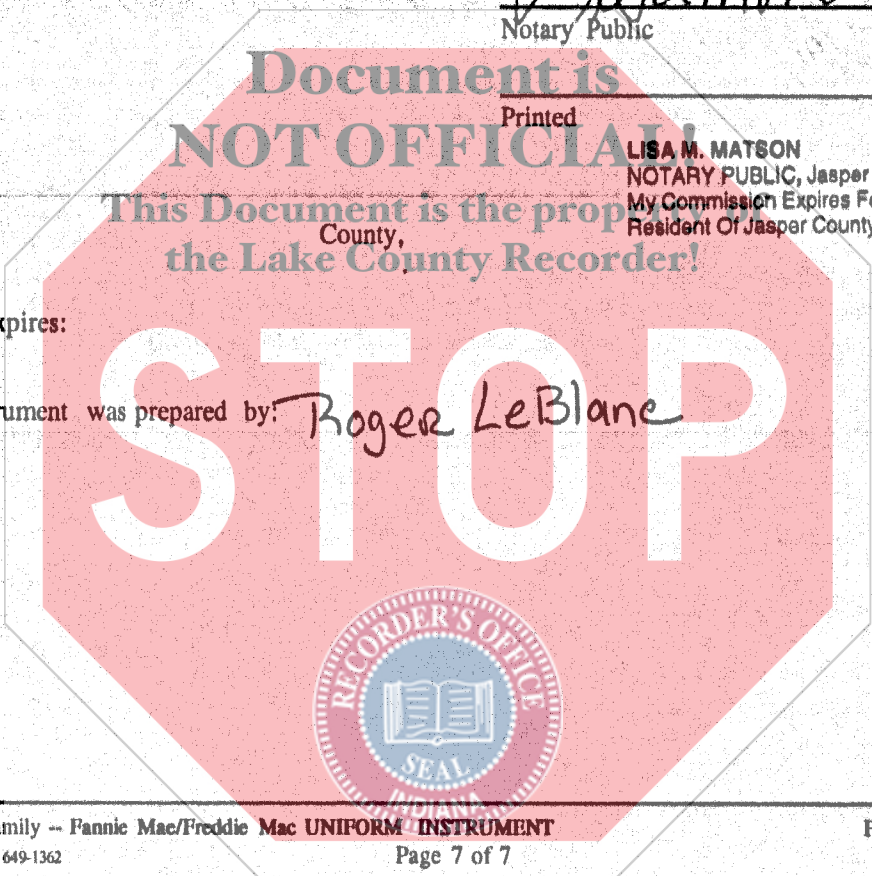 Notary Public
Document is
NOT OFFICIAL!
Printed
LISA M. MATSON
NOTARY PUBLIC, Jasper
My Commission Expires
Resident Of Jasper County
This Document is the property of
County,
the Lake County Recorder!
xpires:
ument was prepared by: Roger LeBlanc
STOP
RECORDER'S OFFICE
SEAL
INDIANA
mily -- Fannie Mae/Freddie Mac UNIFORM INSTRUMENT
649-1362
Page 7 of 7